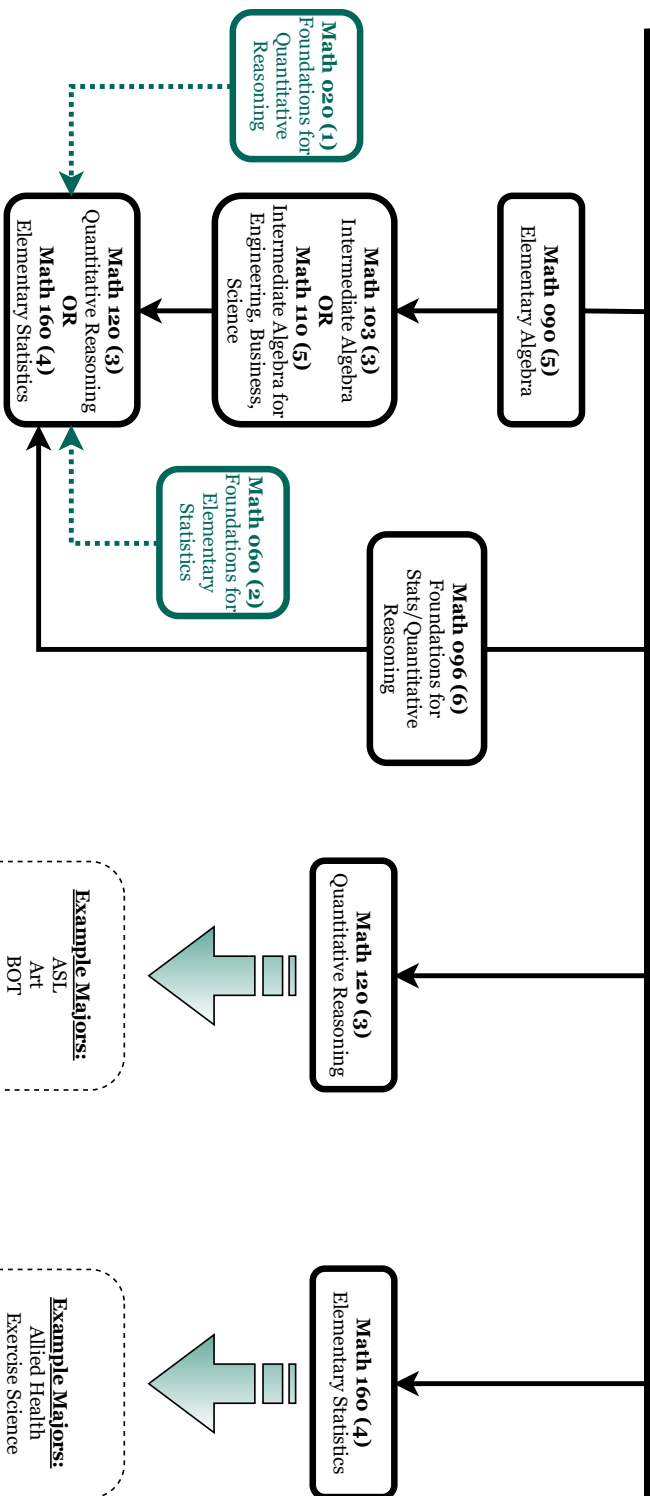 Math 090 (5)
Elementary Algebra
Math 103 (3)
Intermediate Algebra
OR
Math 110 (5)
Intermediate Algebra for
Engineering, Business,
Science
Math 020 (1)
Foundations for
Quantitative
Reasoning
Math 120 (3)
Quantitative Reasoning
OR
Math 160 (4)
Elementary Statistics
Math 060 (2)
Foundations for
Elementary
Statistics
Math 096 (6)
Foundations for
Stats/Quantitative
Reasoning
Math 120 (3)
Quantitative Reasoning
Example Majors:
ASL
Art
BOT
Math 160 (4)
Elementary Statistics
Example Majors:
Allied Health
Exercise Science